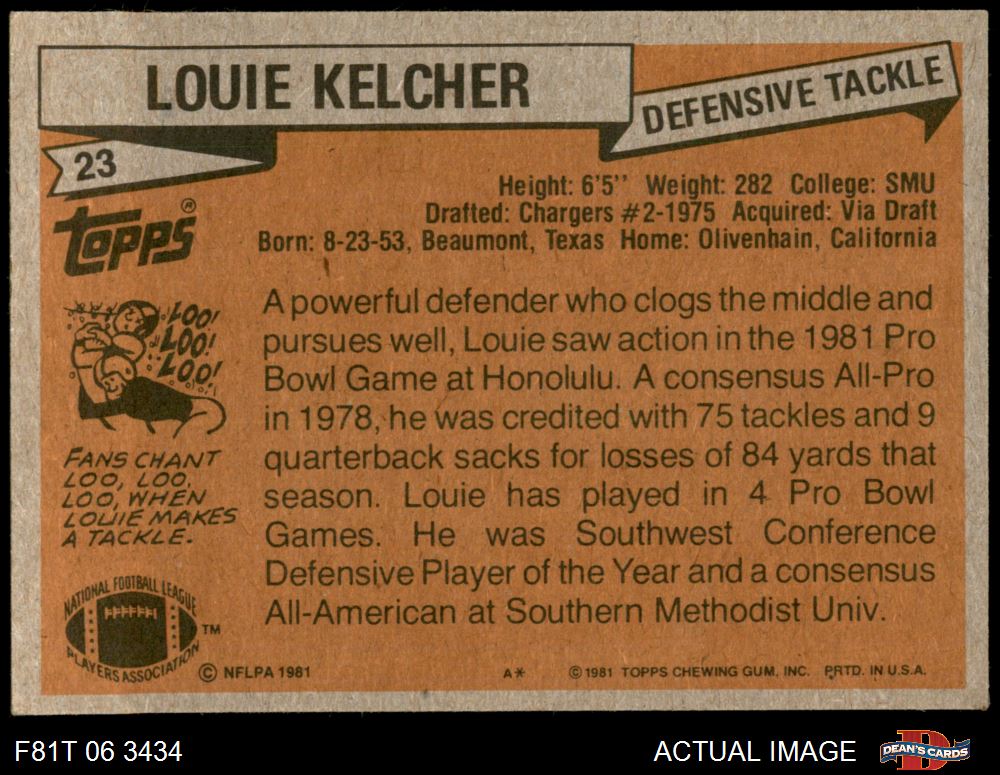 LOUIE KELCHER
DEFENSIVE TACKLE
23
TOPPS®
Height: 6'5'' Weight: 282 College: SMU
Drafted: Chargers #2-1975 Acquired: Via Draft
Born: 8-23-53, Beaumont, Texas Home: Olivenhain, California
LOO!
LOO!
LOO!
FANS CHANT
LOO, LOO,
LOO, WHEN
LOUIE MAKES
A TACKLE.
A powerful defender who clogs the middle and
pursues well, Louie saw action in the 1981 Pro
Bowl Game at Honolulu. A consensus All-Pro
in 1978, he was credited with 75 tackles and 9
quarterback sacks for losses of 84 yards that
season. Louie has played in 4 Pro Bowl
Games. He was Southwest Conference
Defensive Player of the Year and a consensus
All-American at Southern Methodist Univ.
NATIONAL FOOTBALL LEAGUE
PLAYERS ASSOCIATION
TM
© NFLPA 1981
A*
© 1981 TOPPS CHEWING GUM, INC. PRTD. IN U.S.A.
F81T 06 3434
ACTUAL IMAGE
D
DEAN'S CARDS